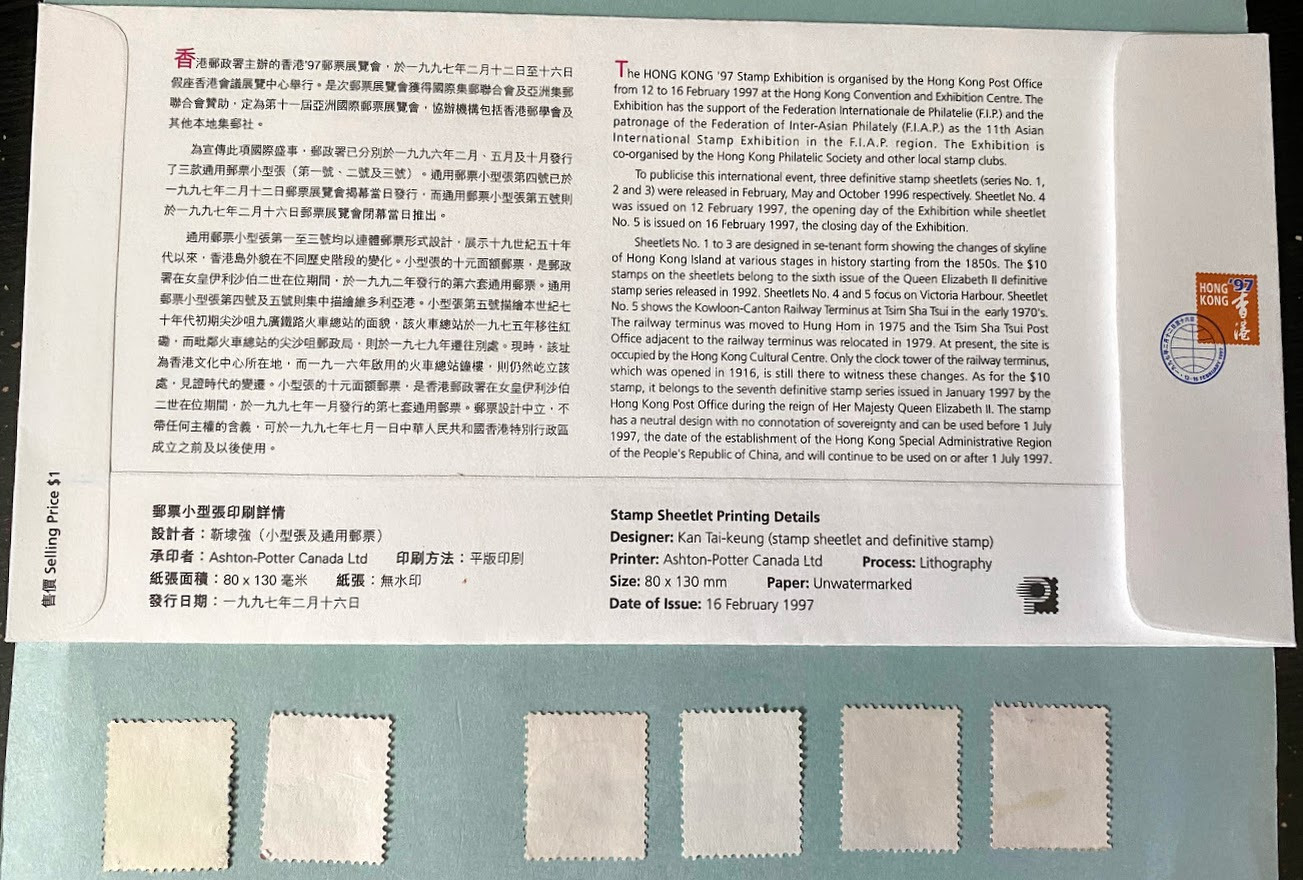 香港郵政署主辦的香港'97郵票展覽會，於一九九七年二月十二日至十六日
假座香港會議展覽中心舉行。是次郵票展覽會獲得國際集郵聯合會及亞洲集郵
聯合會贊助，定為第十一屆亞洲國際郵票展覽會，協辦機構包括香港郵學會及
其他本地集郵社。
為宣傳此項國際盛事，郵政署已分別於一九九六年二月、五月及十月發行
了三款通用郵票小型張（第一號、二號及三號）。通用郵票小型張第四號已於
一九九七年二月十二日郵票展覽會揭幕當日發行，而通用郵票小型張第五號則
於一九九七年二月十六日郵票展覽會閉幕當日推出。
通用郵票小型張第一至三號均以連體郵票形式設計，展示十九世紀五十年
代以來，香港島外貌在不同歷史階段的變化。小型張的十元面額郵票，是郵政
署在女皇伊利沙伯二世在位期間，於一九九二年發行的第六套通用郵票。通用
郵票小型張第四號及五號則集中描繪維多利亞港。小型張第五號描繪本世紀七
十年代初期尖沙咀九廣鐵路火車總站的面貌，該火車總站於一九七五年移往紅
磡，而毗鄰火車總站的尖沙咀郵政局，則於一九七九年遷往別處。現時，該址
為香港文化中心所在地，而一九一六年啟用的火車總站鐘樓，則仍然屹立該
處，見證時代的變遷。小型張的十元面額郵票，是香港郵政署在女皇伊利沙伯
二世在位期間，於一九九七年一月發行的第七套通用郵票。郵票設計中立，不
帶任何主權的含義，可於一九九七年七月一日中華人民共和國香港特別行政區
成立之前及以後使用。
The HONG KONG '97 Stamp Exhibition is organised by the Hong Kong Post Office
from 12 to 16 February 1997 at the Hong Kong Convention and Exhibition Centre. The
Exhibition has the support of the Federation Internationale de Philatelie (F.I.P.) and the
patronage of the Federation of Inter-Asian Philately (F.I.A.P.) as the 11th Asian
International Stamp Exhibition in the F.I.A.P. region. The Exhibition is
co-organised by the Hong Kong Philatelic Society and other local stamp clubs.
To publicise this international event, three definitive stamp sheetlets (series No. 1,
2 and 3) were released in February, May and October 1996 respectively. Sheetlet No. 4
was issued on 12 February 1997, the opening day of the Exhibition while sheetlet
No. 5 is issued on 16 February 1997, the closing day of the Exhibition.
Sheetlets No. 1 to 3 are designed in se-tenant form showing the changes of skyline
of Hong Kong Island at various stages in history starting from the 1850s. The $10
stamps on the sheetlets belong to the sixth issue of the Queen Elizabeth II definitive
stamp series released in 1992. Sheetlets No. 4 and 5 focus on Victoria Harbour. Sheetlet
No. 5 shows the Kowloon-Canton Railway Terminus at Tsim Sha Tsui in the early 1970's.
The railway terminus was moved to Hung Hom in 1975 and the Tsim Sha Tsui Post
Office adjacent to the railway terminus was relocated in 1979. At present, the site is
occupied by the Hong Kong Cultural Centre. Only the clock tower of the railway terminus,
which was opened in 1916, is still there to witness these changes. As for the $10
stamp, it belongs to the seventh definitive stamp series issued in January 1997 by the
Hong Kong Post Office during the reign of Her Majesty Queen Elizabeth II. The stamp
has a neutral design with no connotation of sovereignty and can be used before 1 July
1997, the date of the establishment of the Hong Kong Special Administrative Region
of the People's Republic of China, and will continue to be used on or after 1 July 1997.
HONG '97
KONG
香港
12-16 FEBRUARY 1997
售價 Selling Price $1
郵票小型張印刷詳情
設計者：靳埭強（小型張及通用郵票）
承印者：Ashton-Potter Canada Ltd 印刷方法：平版印刷
紙張面積：80 x 130 毫米 紙張：無水印
發行日期：一九九七年二月十六日
Stamp Sheetlet Printing Details
Designer: Kan Tai-keung (stamp sheetlet and definitive stamp)
Printer: Ashton-Potter Canada Ltd Process: Lithography
Size: 80 x 130 mm Paper: Unwatermarked
Date of Issue: 16 February 1997